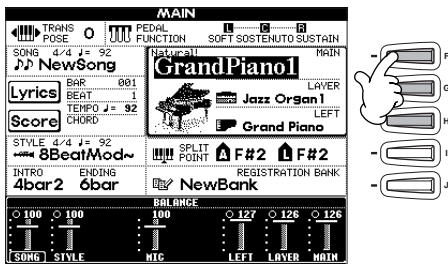 MAIN
TRANS POSE 0 PEDAL FUNCTION L C R SOFT SOSTENUTO SUSTAIN
SONG 4/4 ♩= 92
NewSong
Lyrics
BAR 001
BEAT 1
TEMPO ♩= 92
Score
CHORD
Natural! MAIN
GrandPiano1
LAYER
Jazz Organ1
LEFT
Grand Piano
STYLE 4/4 ♩= 92
8BeatMod~
SPLIT POINT A F#2 L F#2
INTRO ENDING
4bar2 6bar
REGISTRATION BANK
NewBank
BALANCE
100 100 100 127 126 126
SONG STYLE MIC LEFT LAYER MAIN
F
G
H
I
J